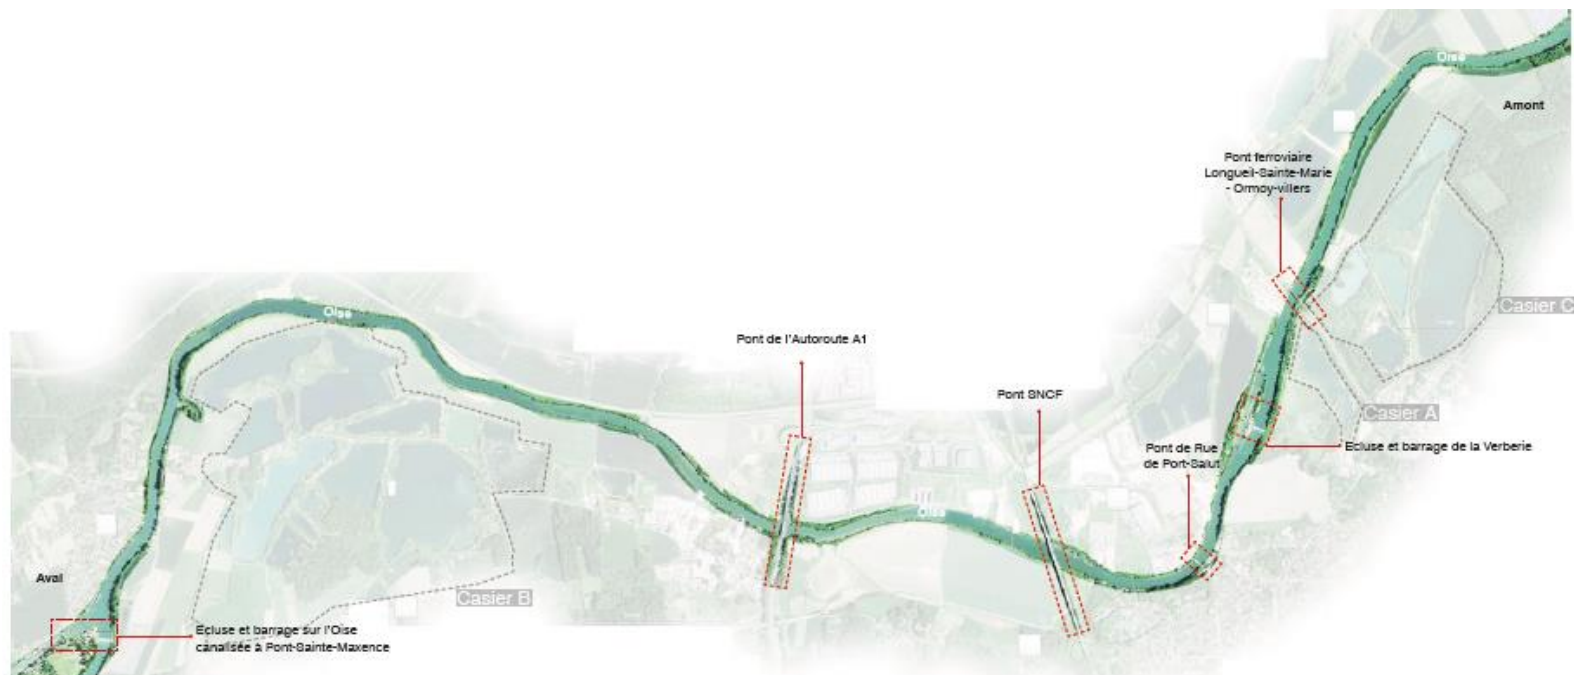 Oise
Amont
Pont ferroviaire
Longueil-Sainte-Marie
- Ormoy-villers
Casier C
Oise
Pont de l'Autoroute A1
Pont SNCF
Casier A
Pont de Rue
de Port-Salut
Ecluse et barrage de la Verberie
Oise
Aval
Casier B
Ecluse et barrage sur l'Oise
canalisée à Pont-Sainte-Maxence